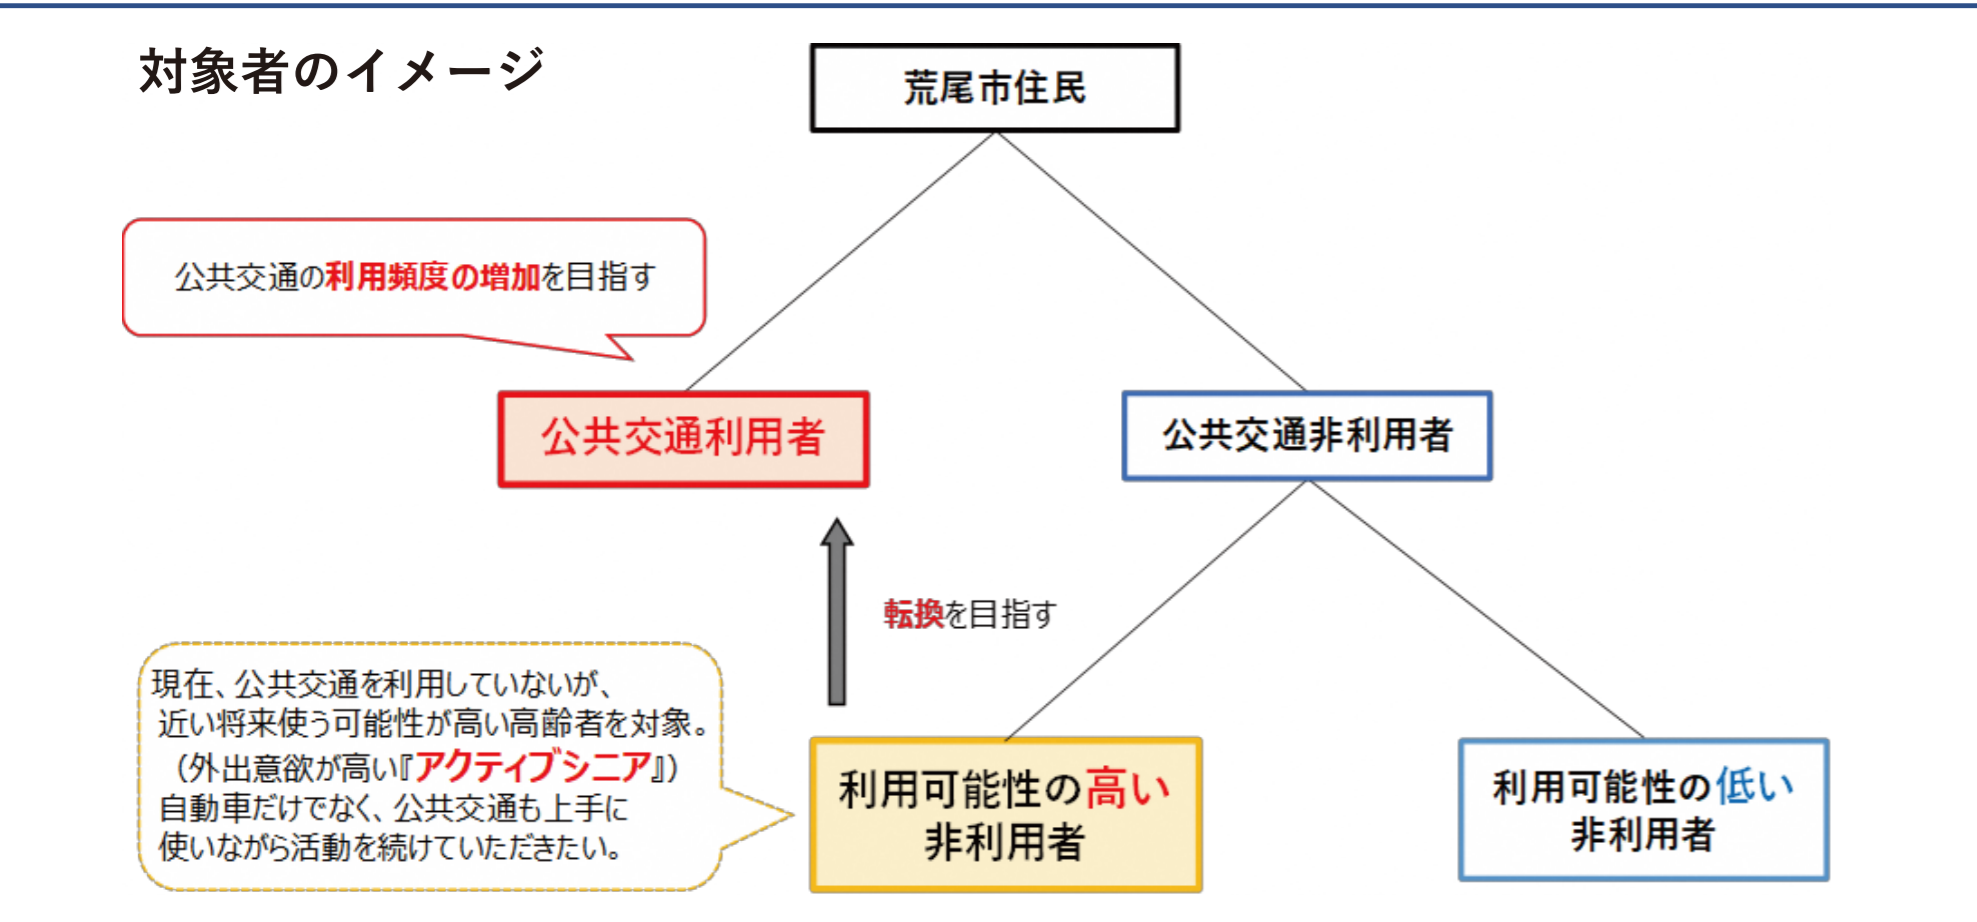 対象者のイメージ
荒尾市住民
公共交通の利用頻度の増加を目指す
公共交通利用者
公共交通非利用者
転換を目指す
現在、公共交通を利用していないが、
近い将来使う可能性が高い高齢者を対象。
（外出意欲が高い『アクティブシニア』）
自動車だけでなく、公共交通も上手に
使いながら活動を続けていただきたい。
利用可能性の高い
非利用者
利用可能性の低い
非利用者